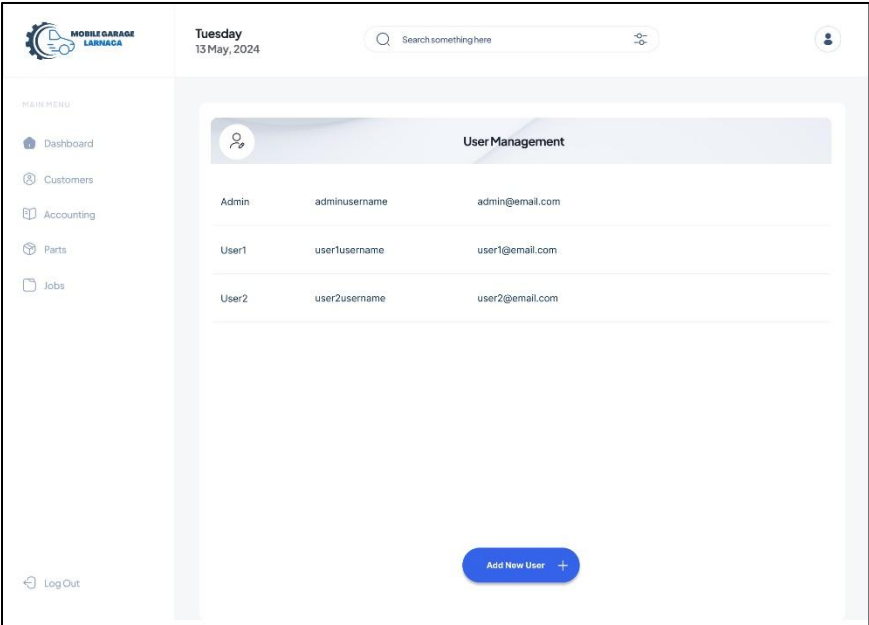 MOBILE GARAGE
LARNACA
Tuesday
13 May, 2024
Search something here
MAIN MENU
Dashboard
Customers
Accounting
Parts
Jobs
Log Out
User Management
Admin adminusername admin@email.com
User1 user1username user1@email.com
User2 user2username user2@email.com
Add New User +